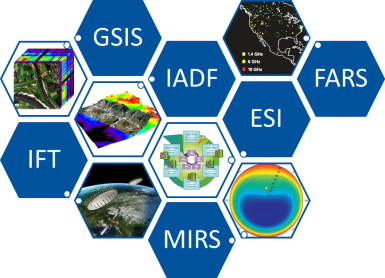 GSIS
1.4 GHz
6 GHz
10 GHz
IADF
FARS
ESI
IFT
MIRS